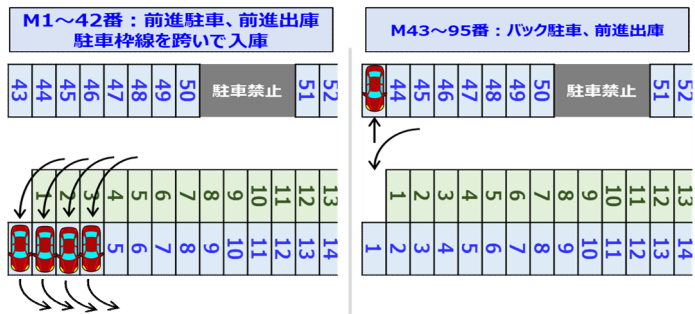 M1～42番：前進駐車、前進出庫
駐車枠線を跨いで入庫
43 44 45 46 47 48 49 50 駐車禁止 51 52
1 2 3 4 5 6 7 8 9 10 11 12 13
5 6 7 8 9 10 11 12 13 14
M43～95番：バック駐車、前進出庫
44 45 46 47 48 49 50 駐車禁止 51 52
1 2 3 4 5 6 7 8 9 10 11 12 13
1 2 3 4 5 6 7 8 9 10 11 12 13 14